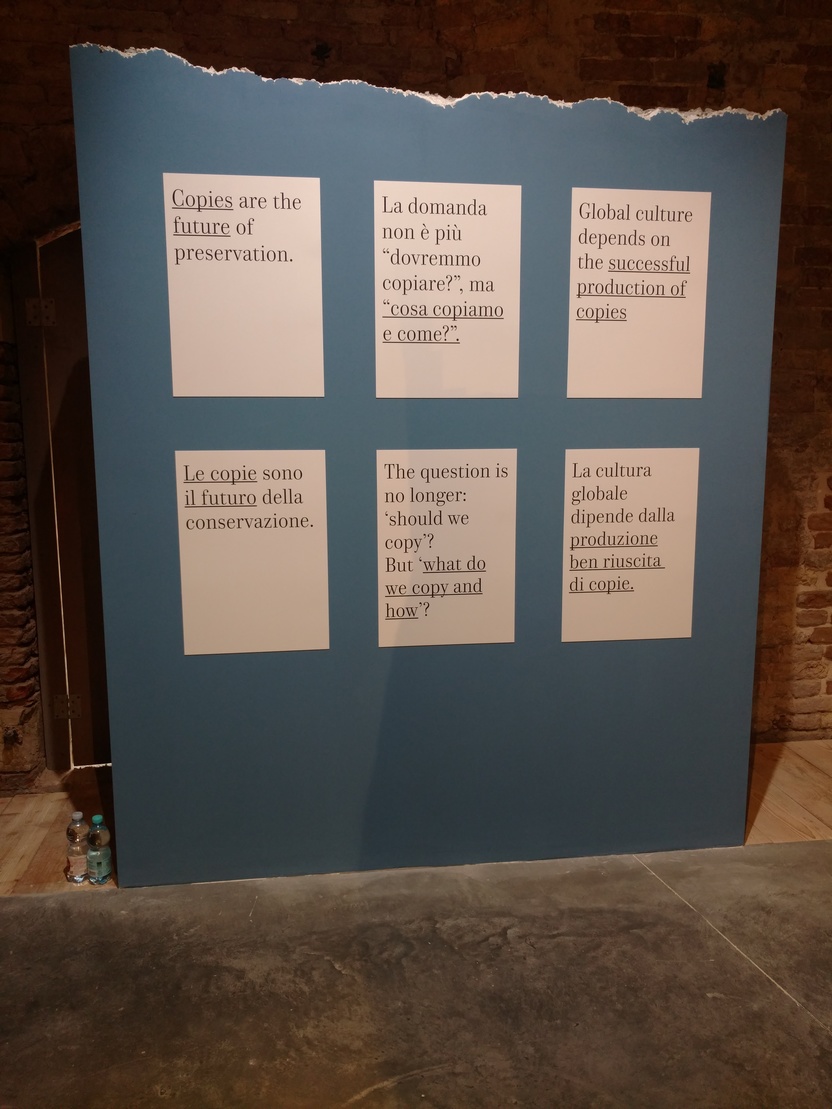 Copies are the
future of
preservation.
La domanda
non è più
“dovremmo
copiare?”, ma
“cosa copiamo
e come?”.
Global culture
depends on
the successful
production of
copies
Le copie sono
il futuro della
conservazione.
The question is
no longer:
‘should we
copy’?
But ‘what do
we copy and
how’?
La cultura
globale
dipende dalla
produzione
ben riuscita
di copie.